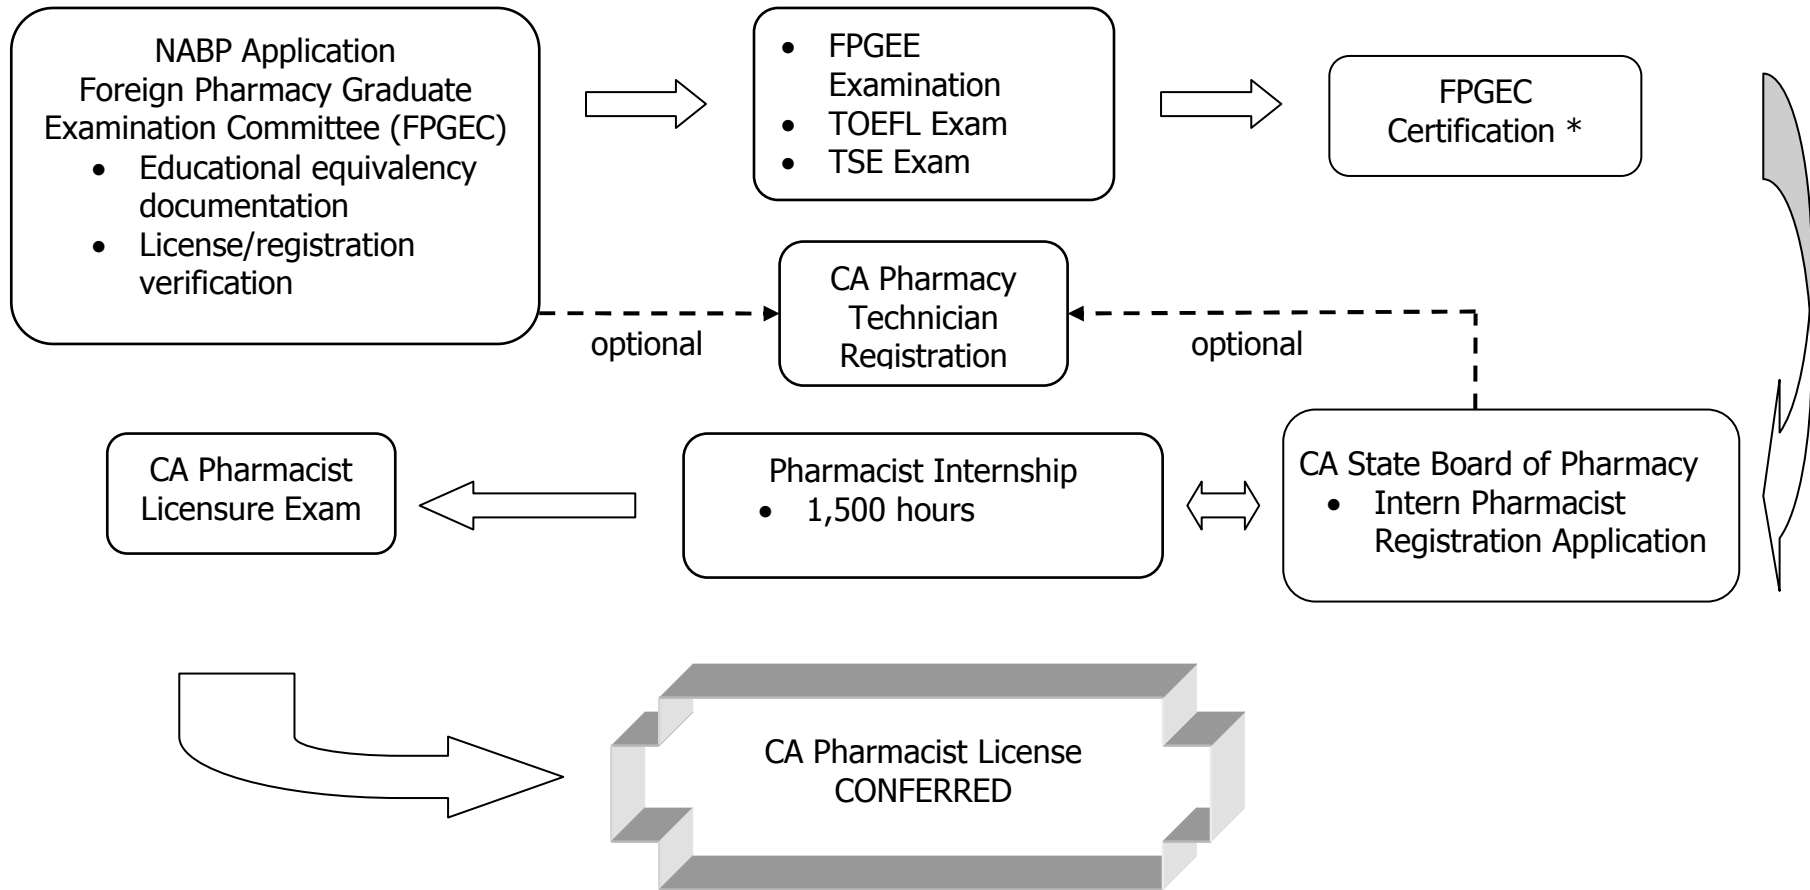 NABP Application
Foreign Pharmacy Graduate
Examination Committee (FPGEC)
• Educational equivalency
documentation
• License/registration
verification
• FPGEE
Examination
• TOEFL Exam
• TSE Exam
FPGEC
Certification *
CA Pharmacy
Technician
Registration
optional
optional
CA Pharmacist
Licensure Exam
Pharmacist Internship
• 1,500 hours
CA State Board of Pharmacy
• Intern Pharmacist
Registration Application
CA Pharmacist License
CONFERRED